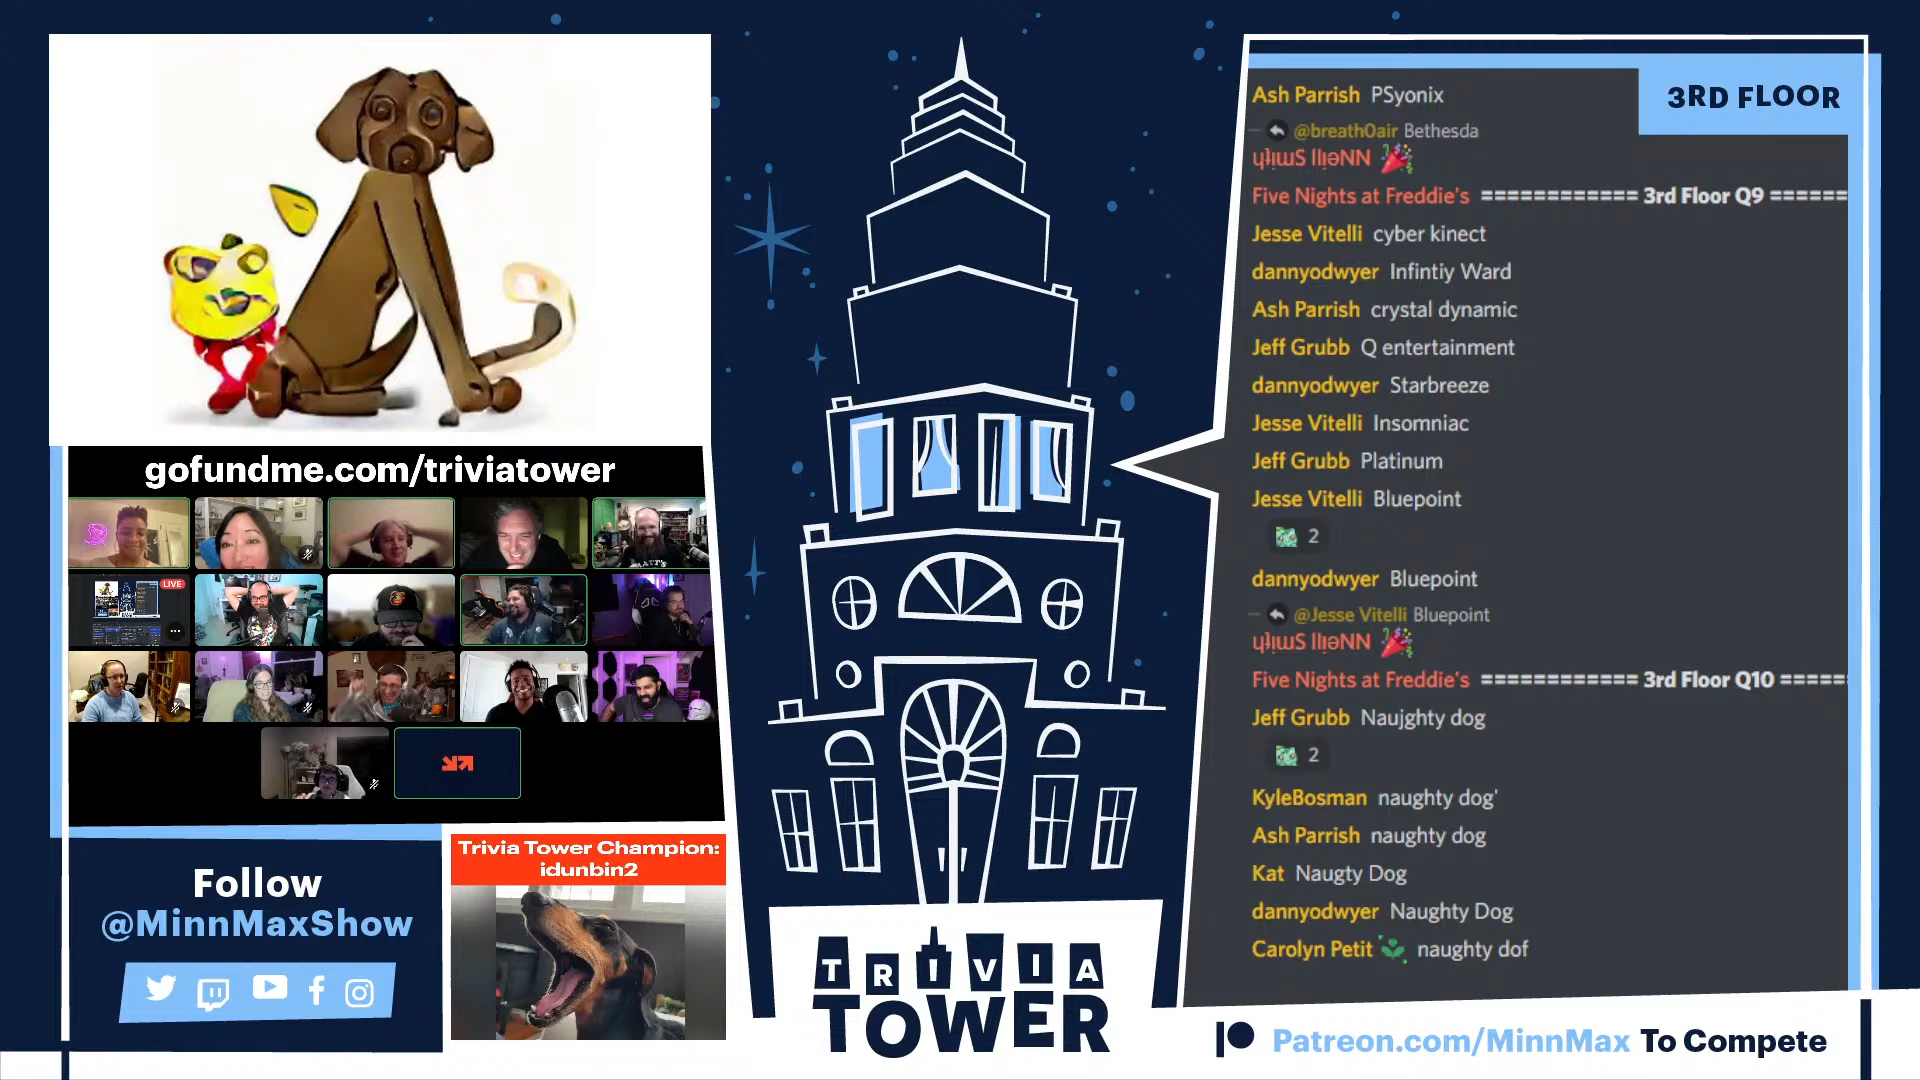 gofundme.com/triviatower
LIVE
Follow
@MinnMaxShow
Trivia Tower Champion:
idunbin2
TRIVIA
TOWER
3RD FLOOR
Ash Parrish PSyonix
@breath0air Bethesda
ɥʇᴉɯS llᴉǝNN
Five Nights at Freddie's ============ 3rd Floor Q9 ======
Jesse Vitelli cyber kinect
dannyodwyer Infintiy Ward
Ash Parrish crystal dynamic
Jeff Grubb Q entertainment
dannyodwyer Starbreeze
Jesse Vitelli Insomniac
Jeff Grubb Platinum
Jesse Vitelli Bluepoint
2
dannyodwyer Bluepoint
@Jesse Vitelli Bluepoint
ɥʇᴉɯS llᴉǝNN
Five Nights at Freddie's ============ 3rd Floor Q10 =====
Jeff Grubb Naujghty dog
2
KyleBosman naughty dog'
Ash Parrish naughty dog
Kat Naugty Dog
dannyodwyer Naughty Dog
Carolyn Petit naughty dof
Patreon.com/MinnMax To Compete